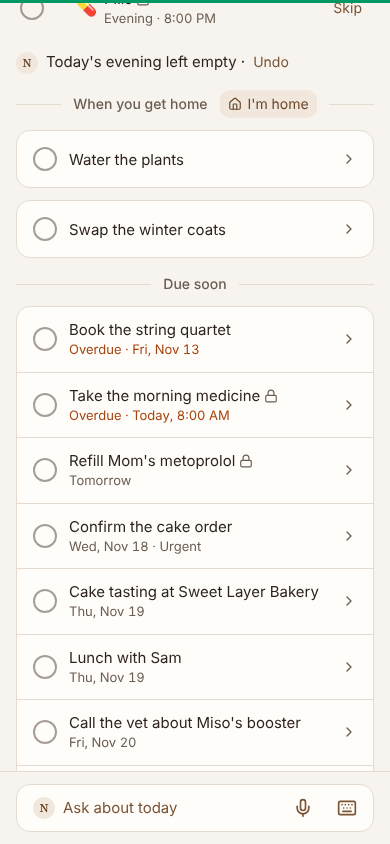 Evening · 8:00 PM
Skip
N Today's evening left empty · Undo
When you get home I'm home
Water the plants
Swap the winter coats
Due soon
Book the string quartet
Overdue · Fri, Nov 13
Take the morning medicine
Overdue · Today, 8:00 AM
Refill Mom's metoprolol
Tomorrow
Confirm the cake order
Wed, Nov 18 · Urgent
Cake tasting at Sweet Layer Bakery
Thu, Nov 19
Lunch with Sam
Thu, Nov 19
Call the vet about Miso's booster
Fri, Nov 20
N Ask about today